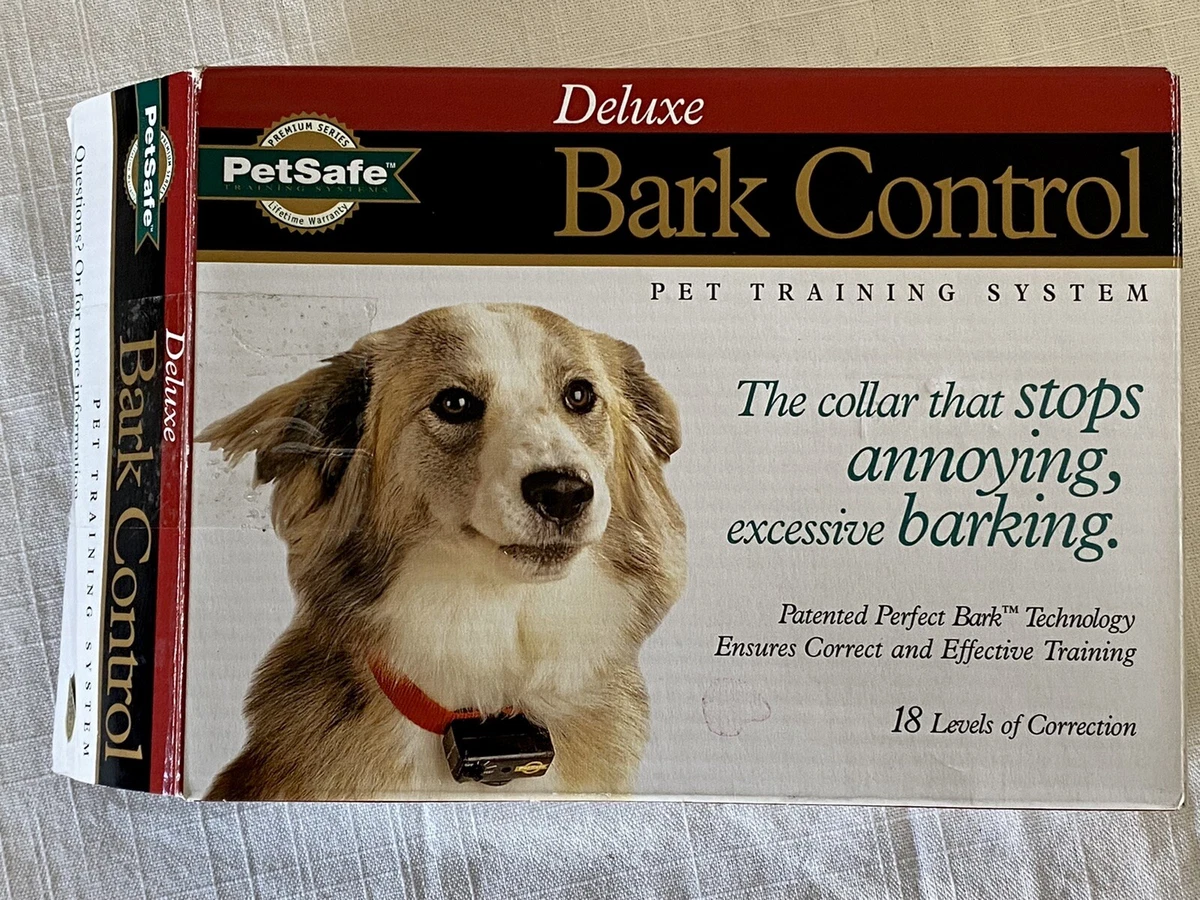 Deluxe
PREMIUM SERIES
PetSafe™
TRAINING SYSTEMS
Lifetime Warranty
Bark Control
PET TRAINING SYSTEM
The collar that stops
annoying,
excessive barking.
Patented Perfect Bark™ Technology
Ensures Correct and Effective Training
18 Levels of Correction
PetSafe
Deluxe
Bark Control
PET TRAINING SYSTEM
Questions? Or for more information